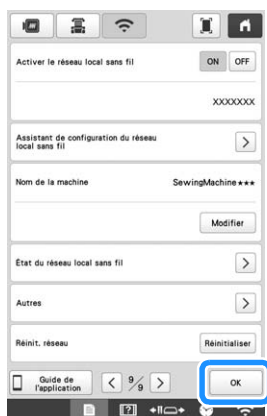 Activer le réseau local sans fil ON OFF
XXXXXXX
Assistant de configuration du réseau
local sans fil
Nom de la machine SewingMachine★★★
Modifier
État du réseau local sans fil
Autres
Réinit. réseau Réinitialiser
Guide de
l'application 9/9 OK